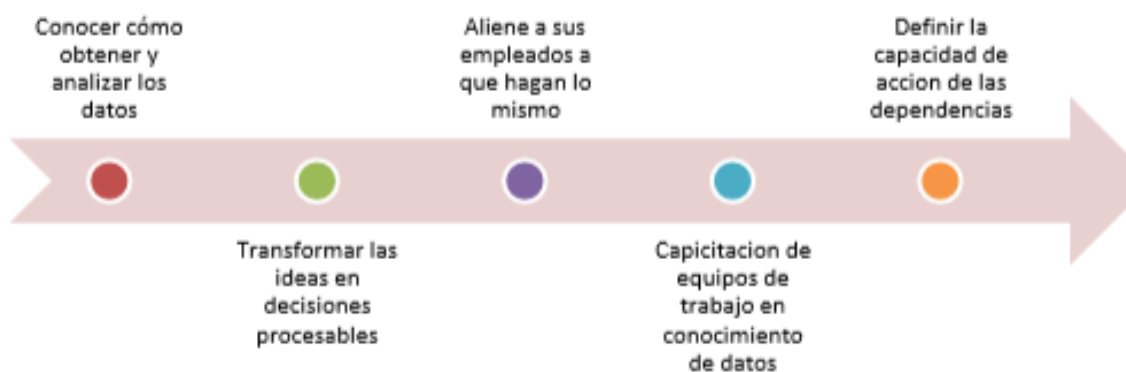 Conocer cómo
obtener y
analizar los
datos
Transformar las
ideas en
decisiones
procesables
Aliene a sus
empleados a
que hagan lo
mismo
Capicitacion de
equipos de
trabajo en
conocimiento
de datos
Definir la
capacidad de
accion de las
dependencias